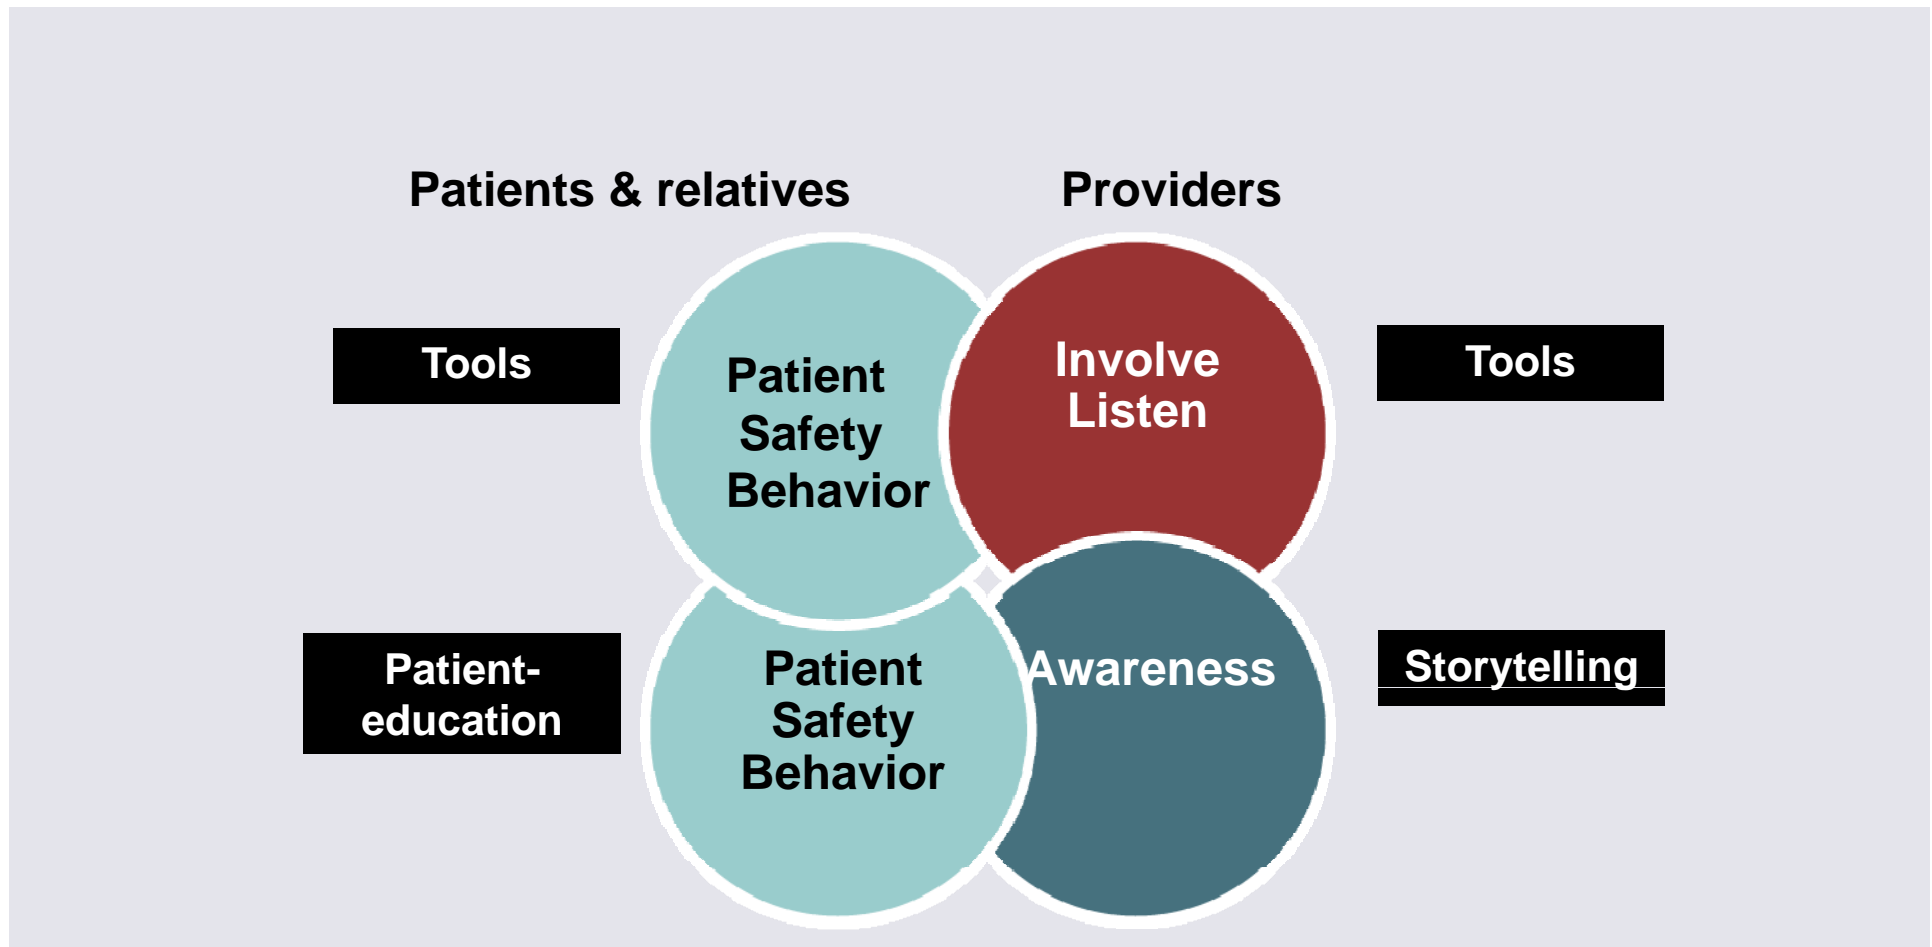 Patients & relatives
Providers
Tools
Patient
Safety
Behavior
Involve
Listen
Tools
Patient-
education
Patient
Safety
Behavior
Awareness
Storytelling